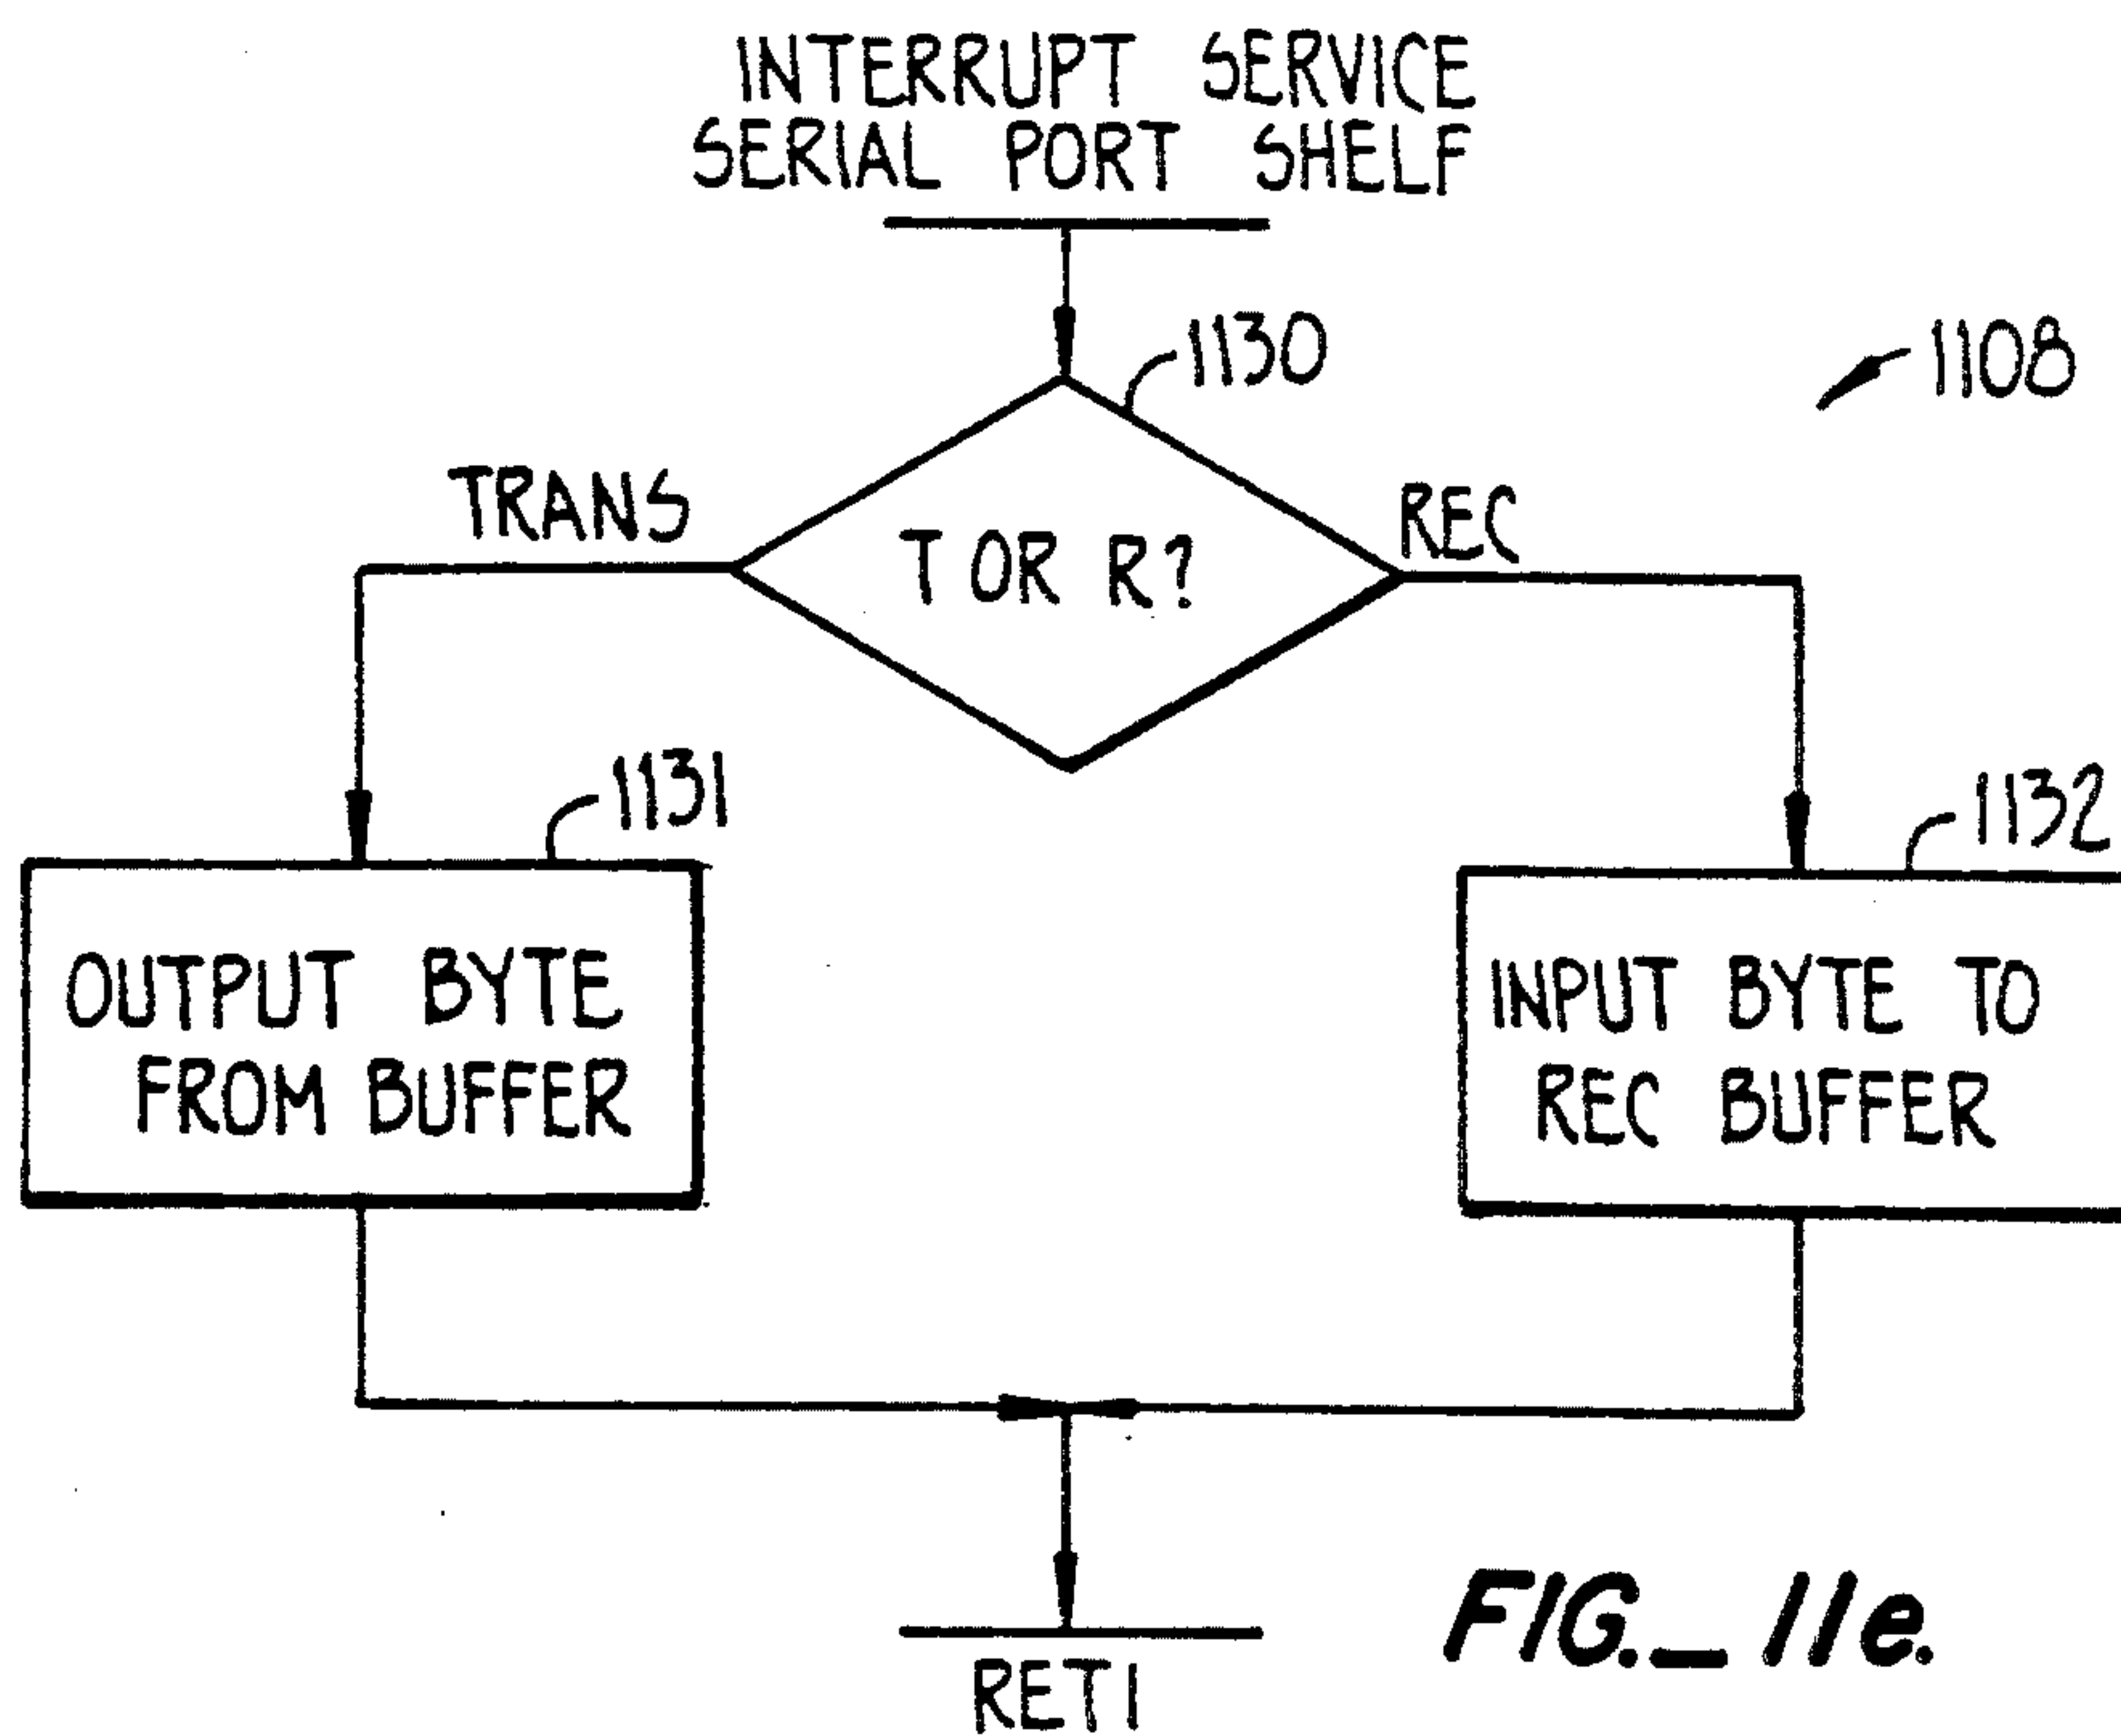 INTERRUPT SERVICE
SERIAL PORT SHELF
1130
1108
TRANS
T OR R?
REC
1131
1132
OUTPUT BYTE
FROM BUFFER
INPUT BYTE TO
REC BUFFER
RETI
FIG._11e.